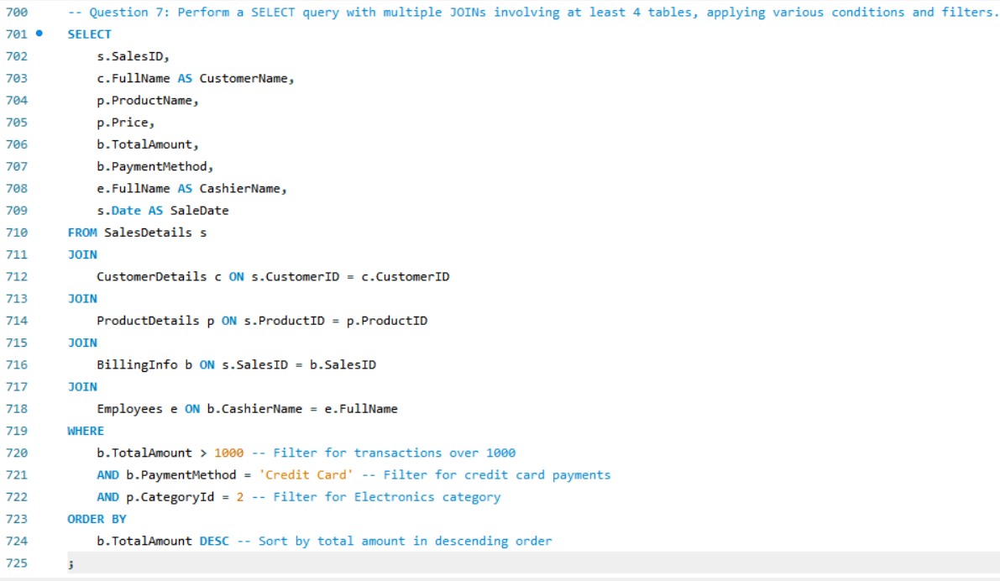 700 -- Question 7: Perform a SELECT query with multiple JOINs involving at least 4 tables, applying various conditions and filters.
701 SELECT
702 s.SalesID,
703 c.FullName AS CustomerName,
704 p.ProductName,
705 p.Price,
706 b.TotalAmount,
707 b.PaymentMethod,
708 e.FullName AS CashierName,
709 s.Date AS SaleDate
710 FROM SalesDetails s
711 JOIN
712 CustomerDetails c ON s.CustomerID = c.CustomerID
713 JOIN
714 ProductDetails p ON s.ProductID = p.ProductID
715 JOIN
716 BillingInfo b ON s.SalesID = b.SalesID
717 JOIN
718 Employees e ON b.CashierName = e.FullName
719 WHERE
720 b.TotalAmount > 1000 -- Filter for transactions over 1000
721 AND b.PaymentMethod = 'Credit Card' -- Filter for credit card payments
722 AND p.CategoryId = 2 -- Filter for Electronics category
723 ORDER BY
724 b.TotalAmount DESC -- Sort by total amount in descending order
725 ;